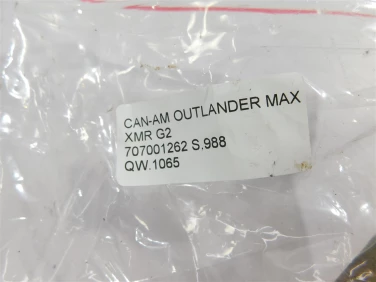 CAN-AM OUTLANDER MAX
XMR G2
707001262 S.988
QW.1065